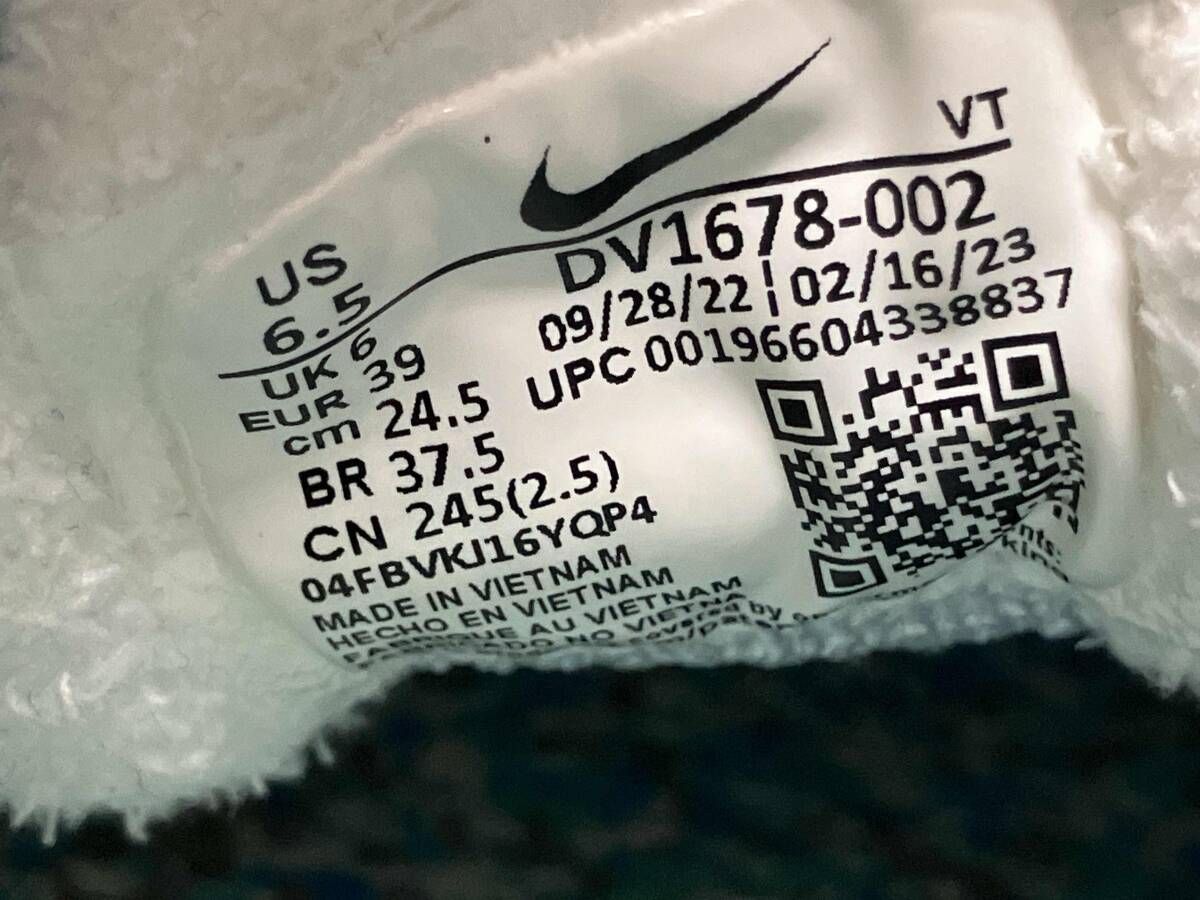 VT
US
6.5
UK 6
EUR 39
cm 24.5
BR 37.5
CN 245(2.5)
DV1678-002
09/28/22 ¦ 02/16/23
UPC 00196604338837
04FBVKJ16YQP4
MADE IN VIETNAM
HECHO EN VIETNAM
FABRIQUE AU VIETNAM
NO
by